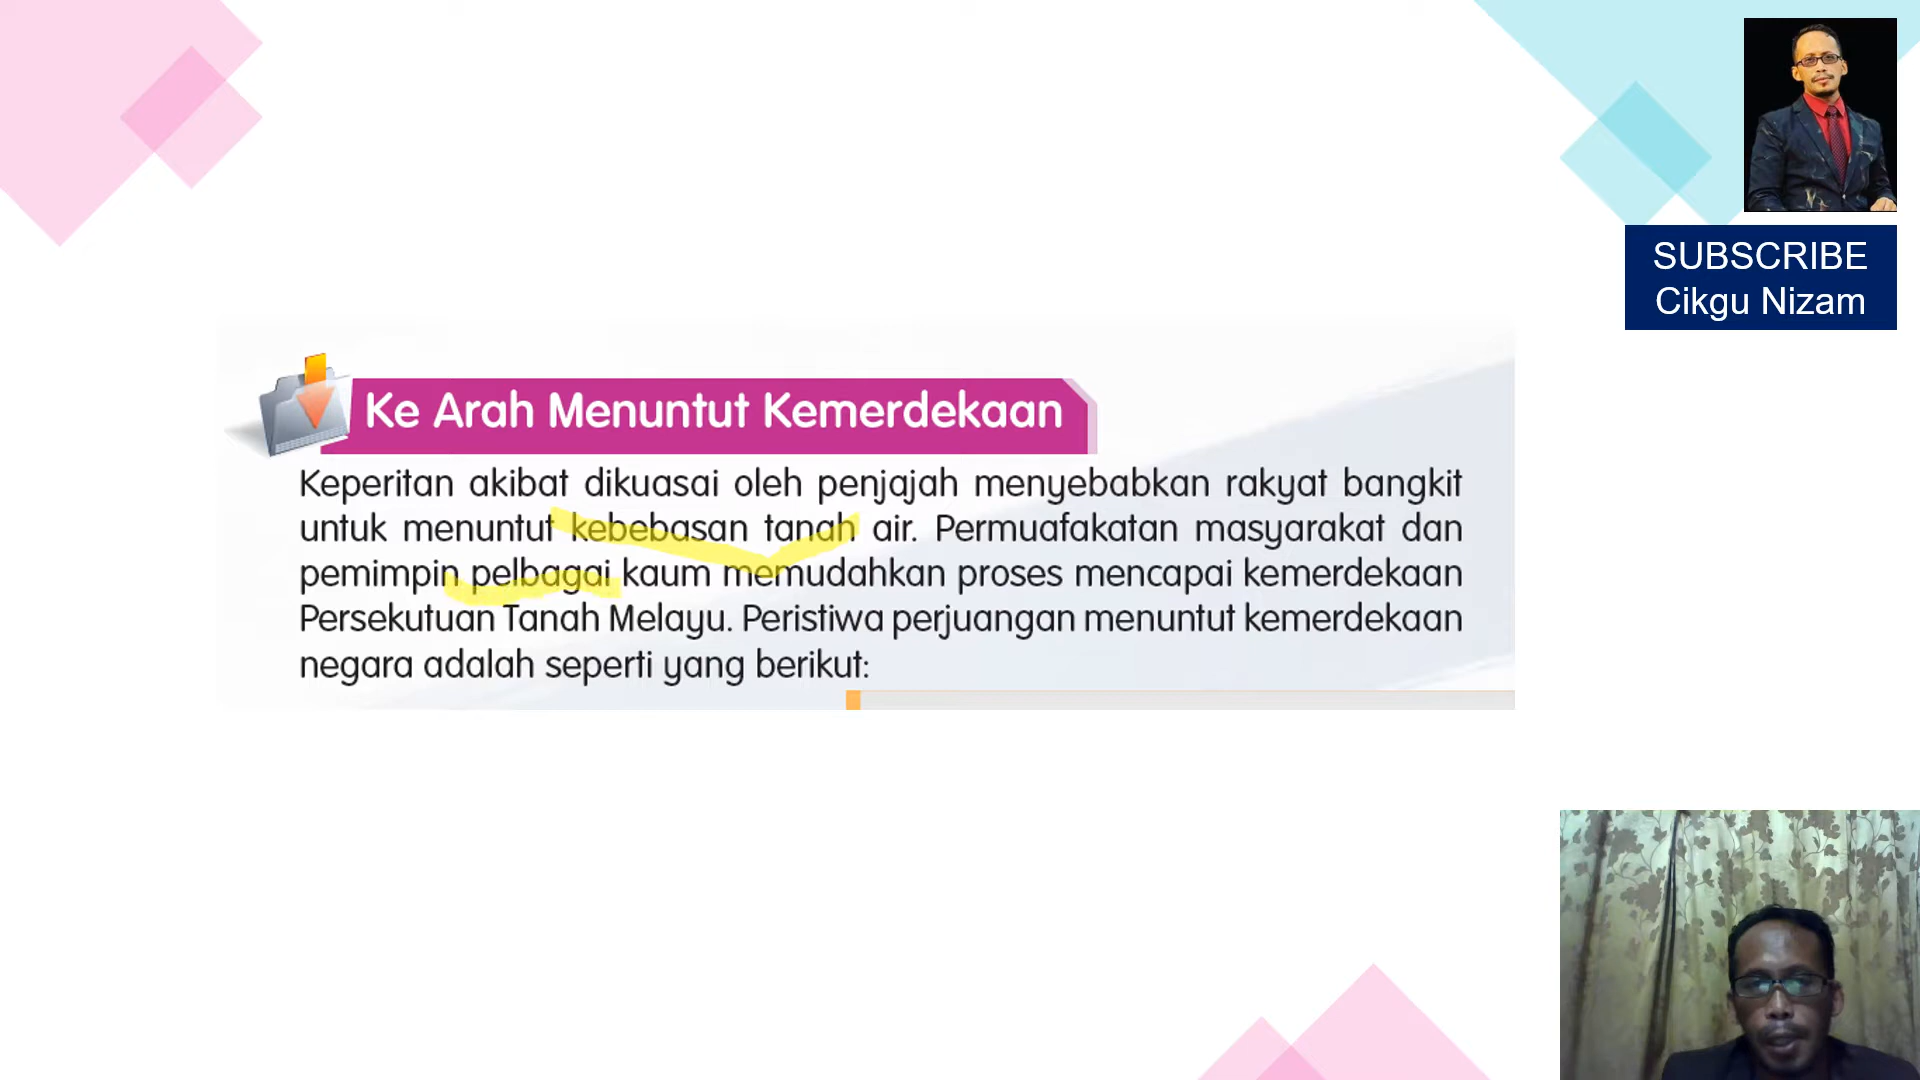 SUBSCRIBE
Cikgu Nizam
Ke Arah Menuntut Kemerdekaan
Keperitan akibat dikuasai oleh penjajah menyebabkan rakyat bangkit
untuk menuntut kebebasan tanah air. Permuafakatan masyarakat dan
pemimpin pelbagai kaum memudahkan proses mencapai kemerdekaan
Persekutuan Tanah Melayu. Peristiwa perjuangan menuntut kemerdekaan
negara adalah seperti yang berikut: